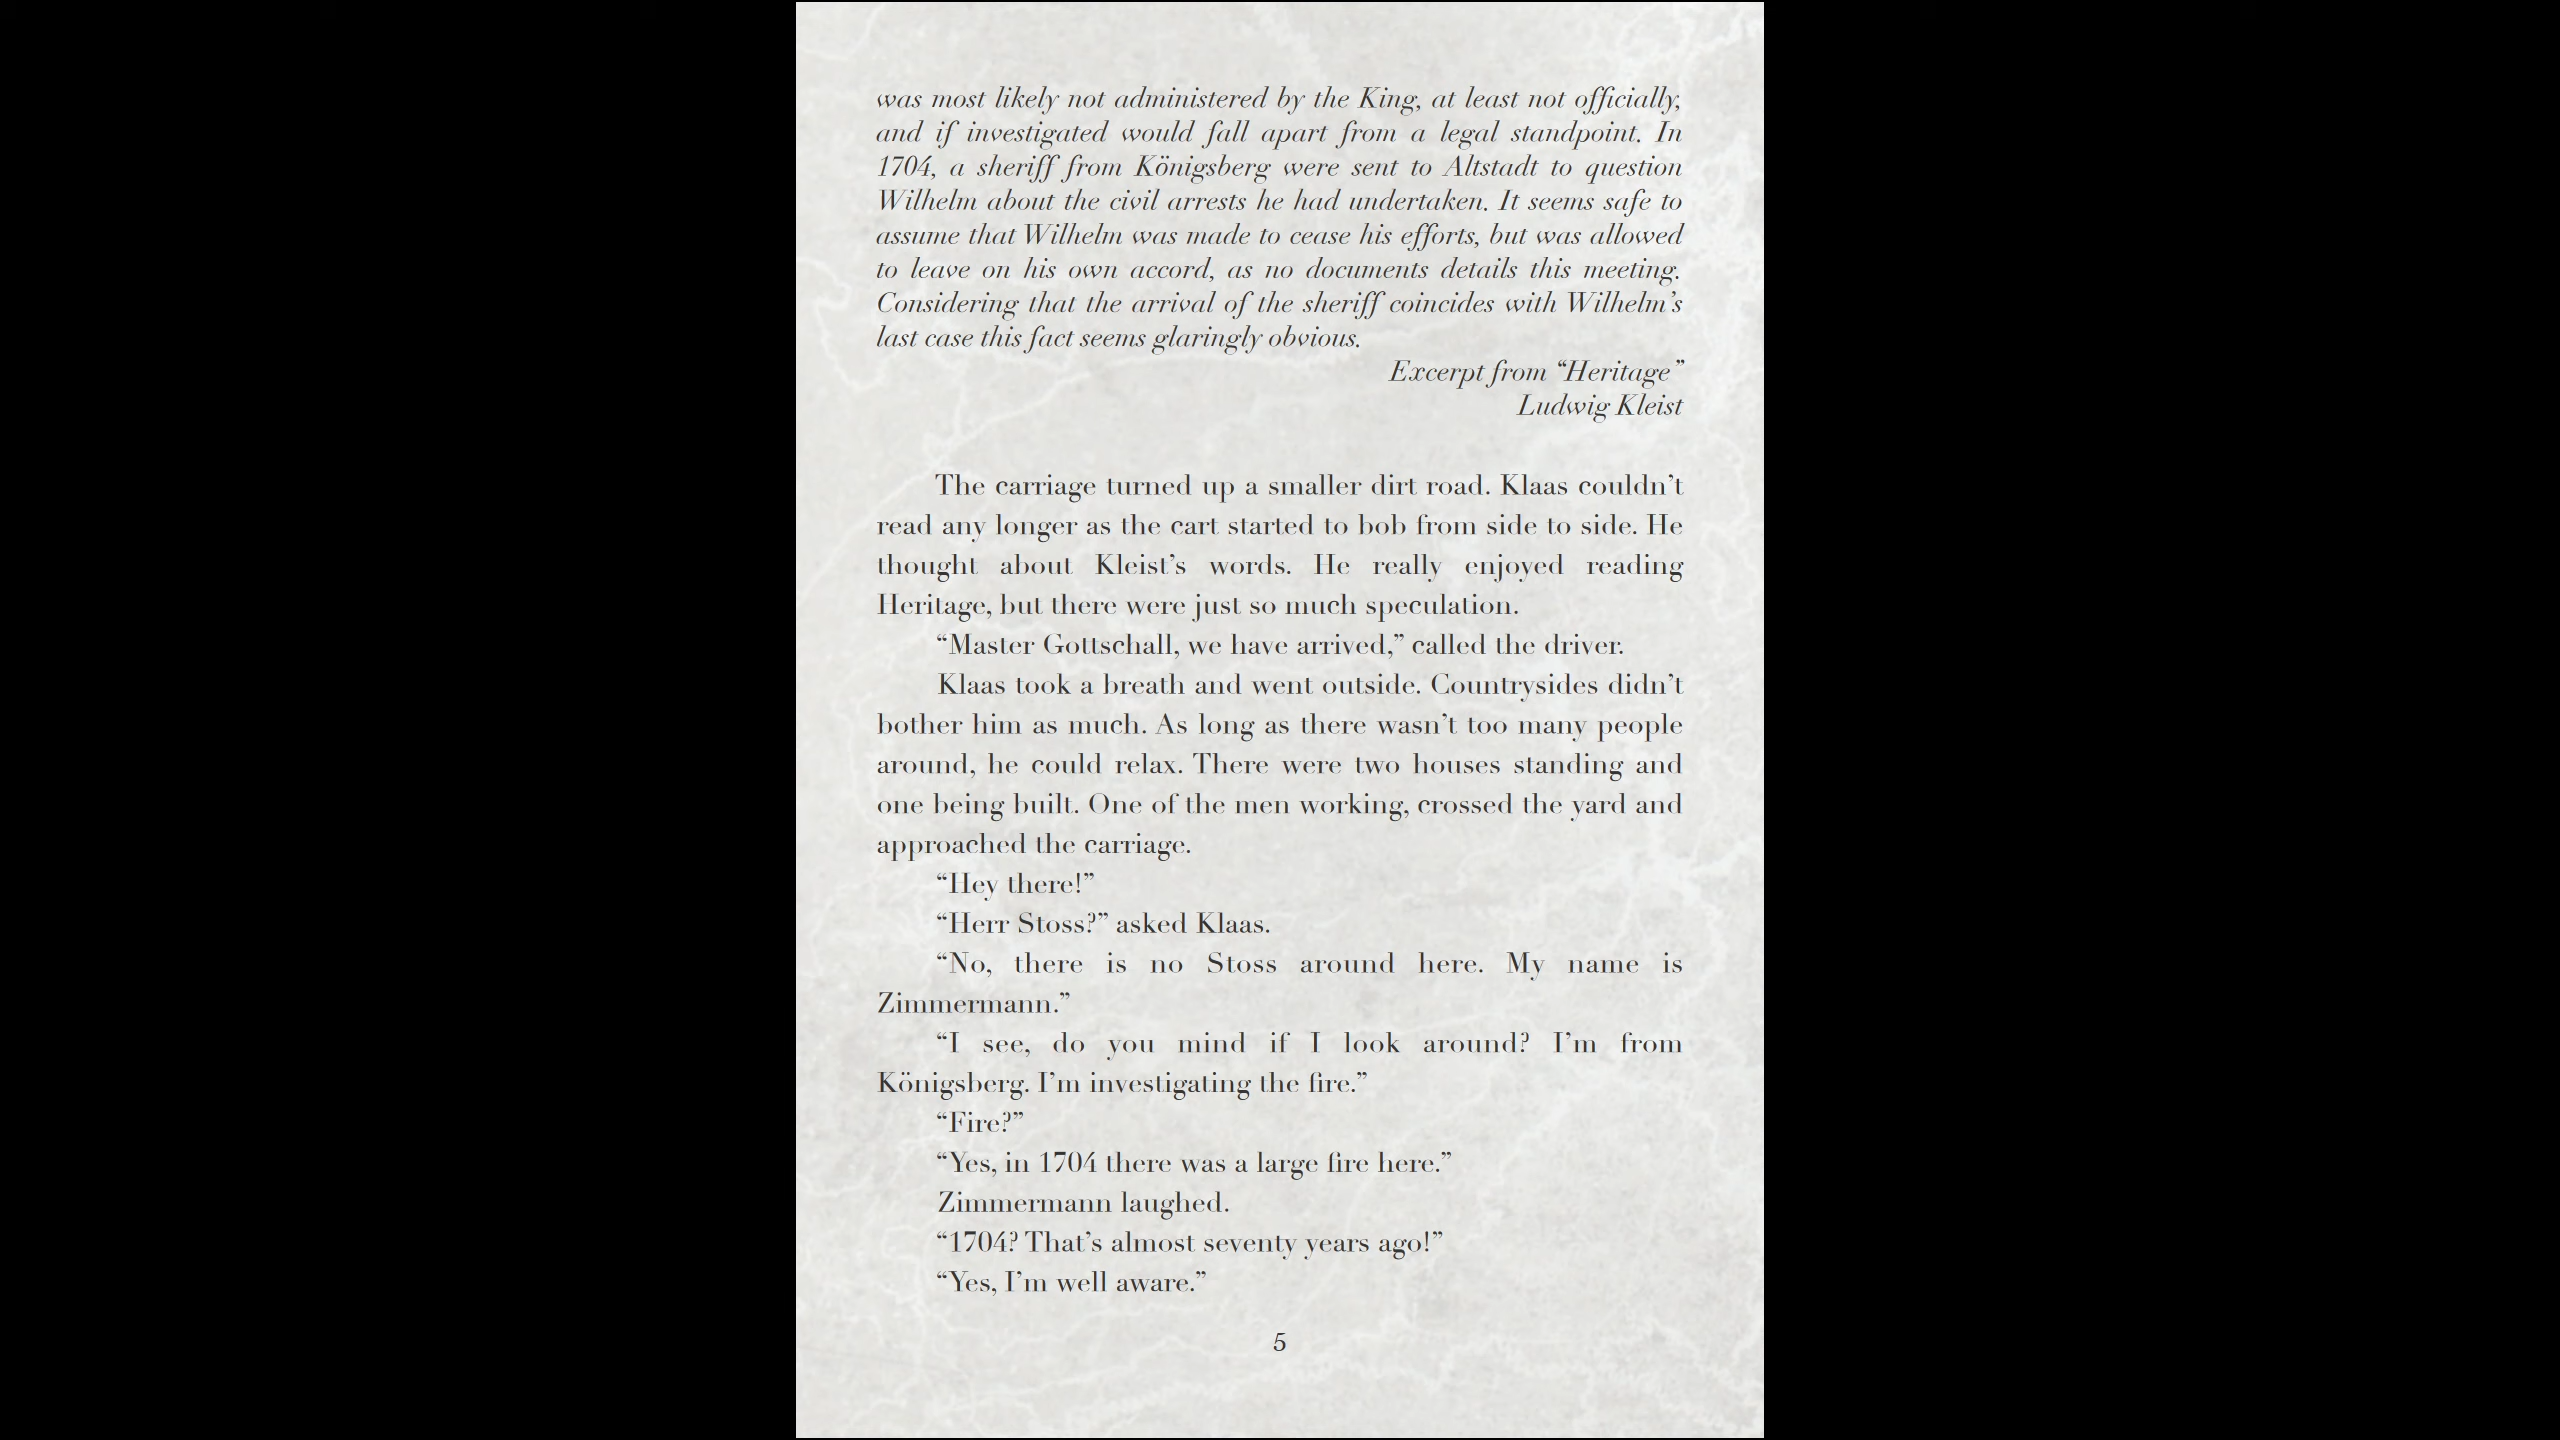 was most likely not administered by the King, at least not officially,
and if investigated would fall apart from a legal standpoint. In
1704, a sheriff from Königsberg were sent to Altstadt to question
Wilhelm about the civil arrests he had undertaken. It seems safe to
assume that Wilhelm was made to cease his efforts, but was allowed
to leave on his own accord, as no documents details this meeting.
Considering that the arrival of the sheriff coincides with Wilhelm’s
last case this fact seems glaringly obvious.
Excerpt from “Heritage”
Ludwig Kleist
The carriage turned up a smaller dirt road. Klaas couldn’t
read any longer as the cart started to bob from side to side. He
thought about Kleist’s words. He really enjoyed reading
Heritage, but there were just so much speculation.
“Master Gottschall, we have arrived,” called the driver.
Klaas took a breath and went outside. Countrysides didn’t
bother him as much. As long as there wasn’t too many people
around, he could relax. There were two houses standing and
one being built. One of the men working, crossed the yard and
approached the carriage.
“Hey there!”
“Herr Stoss?” asked Klaas.
“No, there is no Stoss around here. My name is
Zimmermann.”
“I see, do you mind if I look around? I’m from
Königsberg. I’m investigating the fire.”
“Fire?”
“Yes, in 1704 there was a large fire here.”
Zimmermann laughed.
“1704? That’s almost seventy years ago!”
“Yes, I’m well aware.”
5